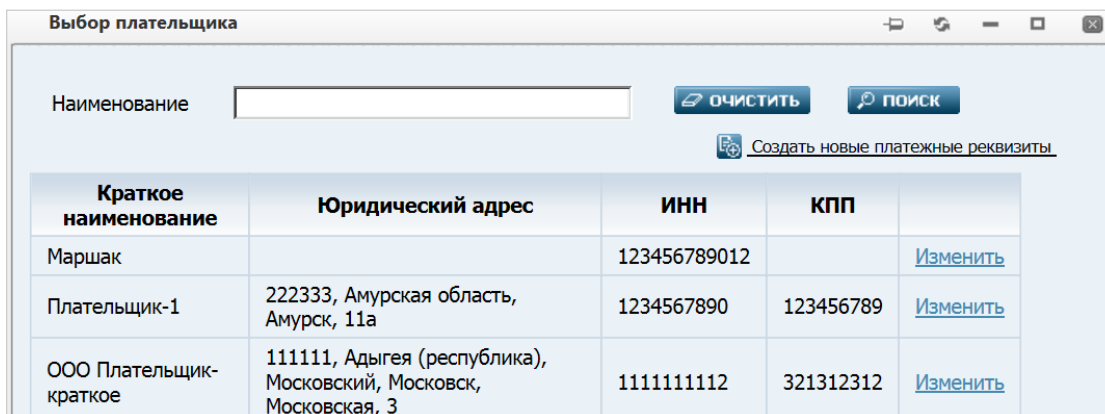 Выбор плательщика
Наименование ОЧИСТИТЬ ПОИСК
Создать новые платежные реквизиты
Краткое наименование Юридический адрес ИНН КПП
Маршак 123456789012 Изменить
Плательщик-1 222333, Амурская область, Амурск, 11а 1234567890 123456789 Изменить
ООО Плательщик-краткое 111111, Адыгея (республика), Московский, Московск, Московская, 3 1111111112 321312312 Изменить